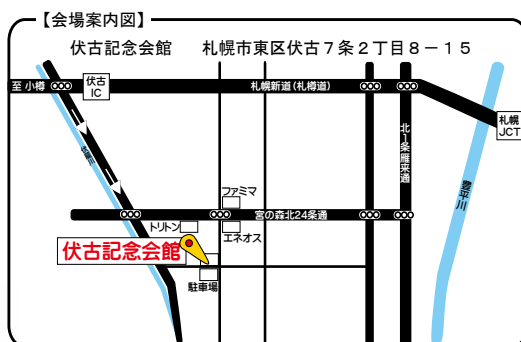 【会場案内図】
伏古記念会館 札幌市東区伏古７条２丁目８－１５
至 小樽
伏古
IC
札幌新道(札樽道)
札幌
JCT
北1条雁来通
豊平川
ファミマ
宮の森北24条通
トリトン
エネオス
伏古記念会館
駐車場